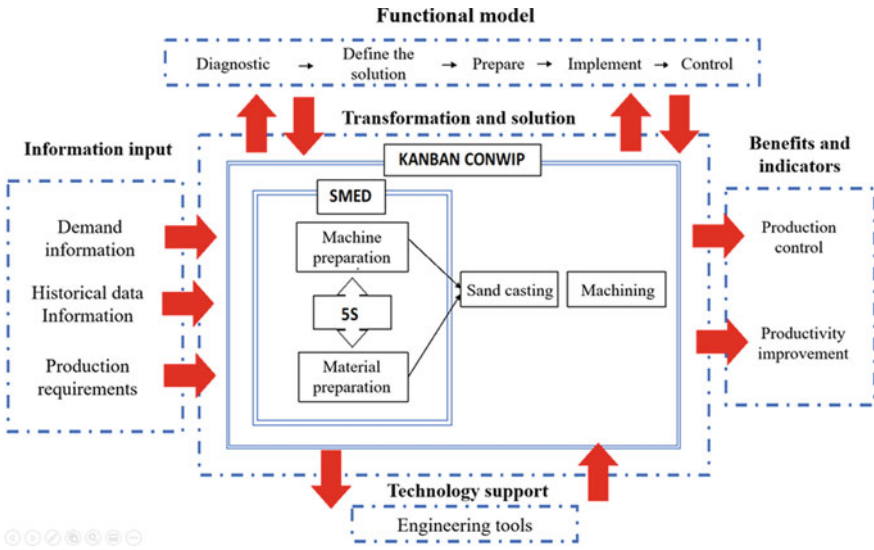 Functional model
Diagnostic
Define the
solution
Prepare
Implement
Control
Transformation and solution
Information input
Benefits and
indicators
KANBAN CONWIP
SMED
Demand
information
Machine
preparation
Production
control
Historical data
Information
5S
Sand casting
Machining
Production
requirements
Material
preparation
Productivity
improvement
Technology support
Engineering tools